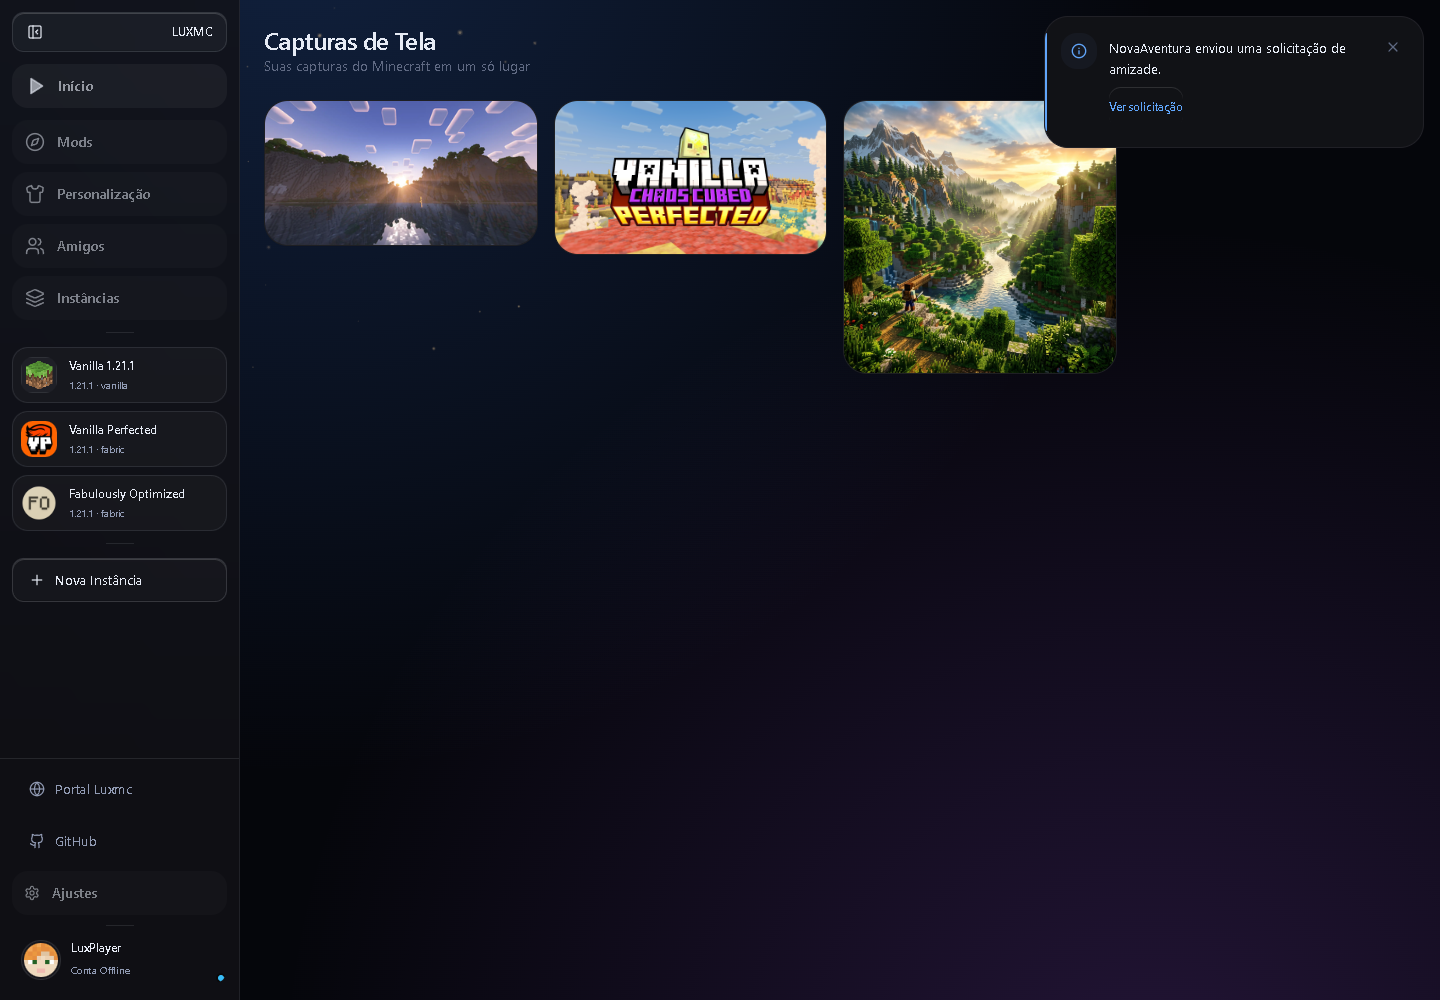 LUXMC
Início
Mods
Personalização
Amigos
Instâncias
Vanilla 1.21.1
1.21.1 · vanilla
VP
Vanilla Perfected
1.21.1 · fabric
FO
Fabulously Optimized
1.21.1 · fabric
Nova Instância
Portal Luxmc
GitHub
Ajustes
LuxPlayer
Conta Offline
Capturas de Tela
Suas capturas do Minecraft em um só lugar
VANILLA
CHAOS CUBED
PERFECTED
NovaAventura enviou uma solicitação de
amizade.
Ver solicitação